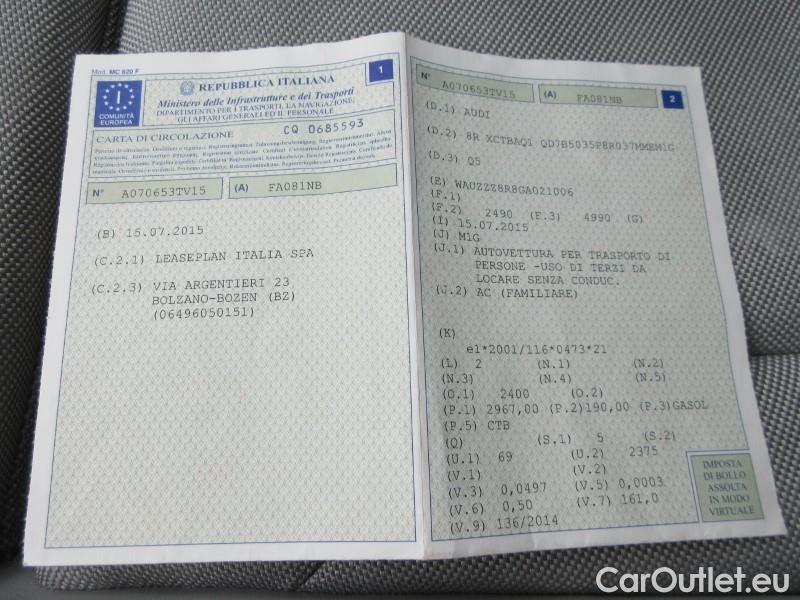 Mod. MC 820 F
1
I
COMUNITÀ
EUROPEA
REPUBBLICA ITALIANA
Ministero delle Infrastrutture e dei Trasporti
DIPARTIMENTO PER I TRASPORTI, LA NAVIGAZIONE,
GLI AFFARI GENERALI ED IL PERSONALE
CARTA DI CIRCOLAZIONE
CQ 0685593
N° A070653TV15 (A) FA081NB
(B) 15.07.2015
(C.2.1) LEASEPLAN ITALIA SPA
(C.2.3) VIA ARGENTIERI 23
BOLZANO-BOZEN (BZ)
(06496050151)
N° A070653TV15 (A) FA081NB 2
(D.1) AUDI
(D.2) 8R XCTBAQ1 QD7B5035P8R037MMEM1G
(D.3) Q5
(E) WAUZZZ8R8GA021006
(F.1)
(F.2) 2490 (F.3) 4990 (G)
(I) 15.07.2015
(J) M1G
(J.1) AUTOVETTURA PER TRASPORTO DI
PERSONE -USO DI TERZI DA
LOCARE SENZA CONDUC.
(J.2) AC (FAMILIARE)
(K)
e1*2001/116*0473*21
(L) 2 (N.1) (N.2)
(N.3) (N.4) (N.5)
(O.1) 2400 (O.2)
(P.1) 2967,00 (P.2)190,00 (P.3)GASOL
(P.5) CTB
(Q) (S.1) 5 (S.2)
(U.1) 69 (U.2) 2375
(V.1) (V.2)
(V.3) 0,0497 (V.5) 0,0003
(V.6) 0,50 (V.7) 161,0
(V.9) 136/2014
IMPOSTA
DI BOLLO
ASSOLTA
IN MODO
VIRTUALE
CarOutlet.eu